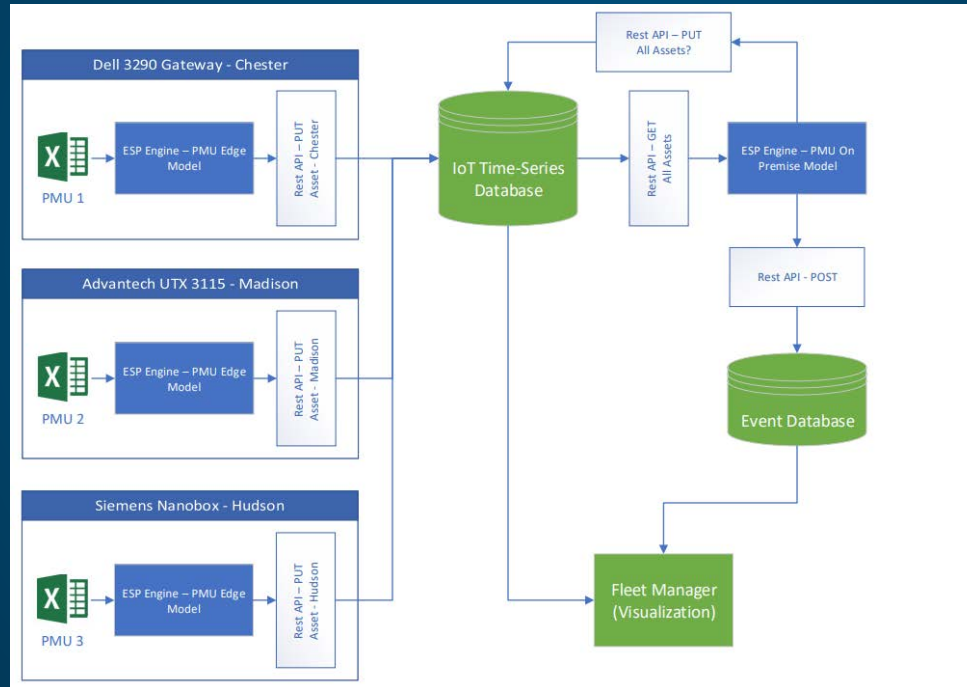 Dell 3290 Gateway - Chester
X
PMU 1
ESP Engine – PMU Edge
Model
Rest API – PUT
Asset - Chester
Advantech UTX 3115 - Madison
X
PMU 2
ESP Engine – PMU Edge
Model
Rest API – PUT
Asset - Madison
Siemens Nanobox - Hudson
X
PMU 3
ESP Engine – PMU Edge
Model
Rest API – PUT
Asset - Hudson
IoT Time-Series
Database
Rest API – PUT
All Assets?
Rest API – GET
All Assets
ESP Engine – PMU On
Premise Model
Rest API - POST
Event Database
Fleet Manager
(Visualization)